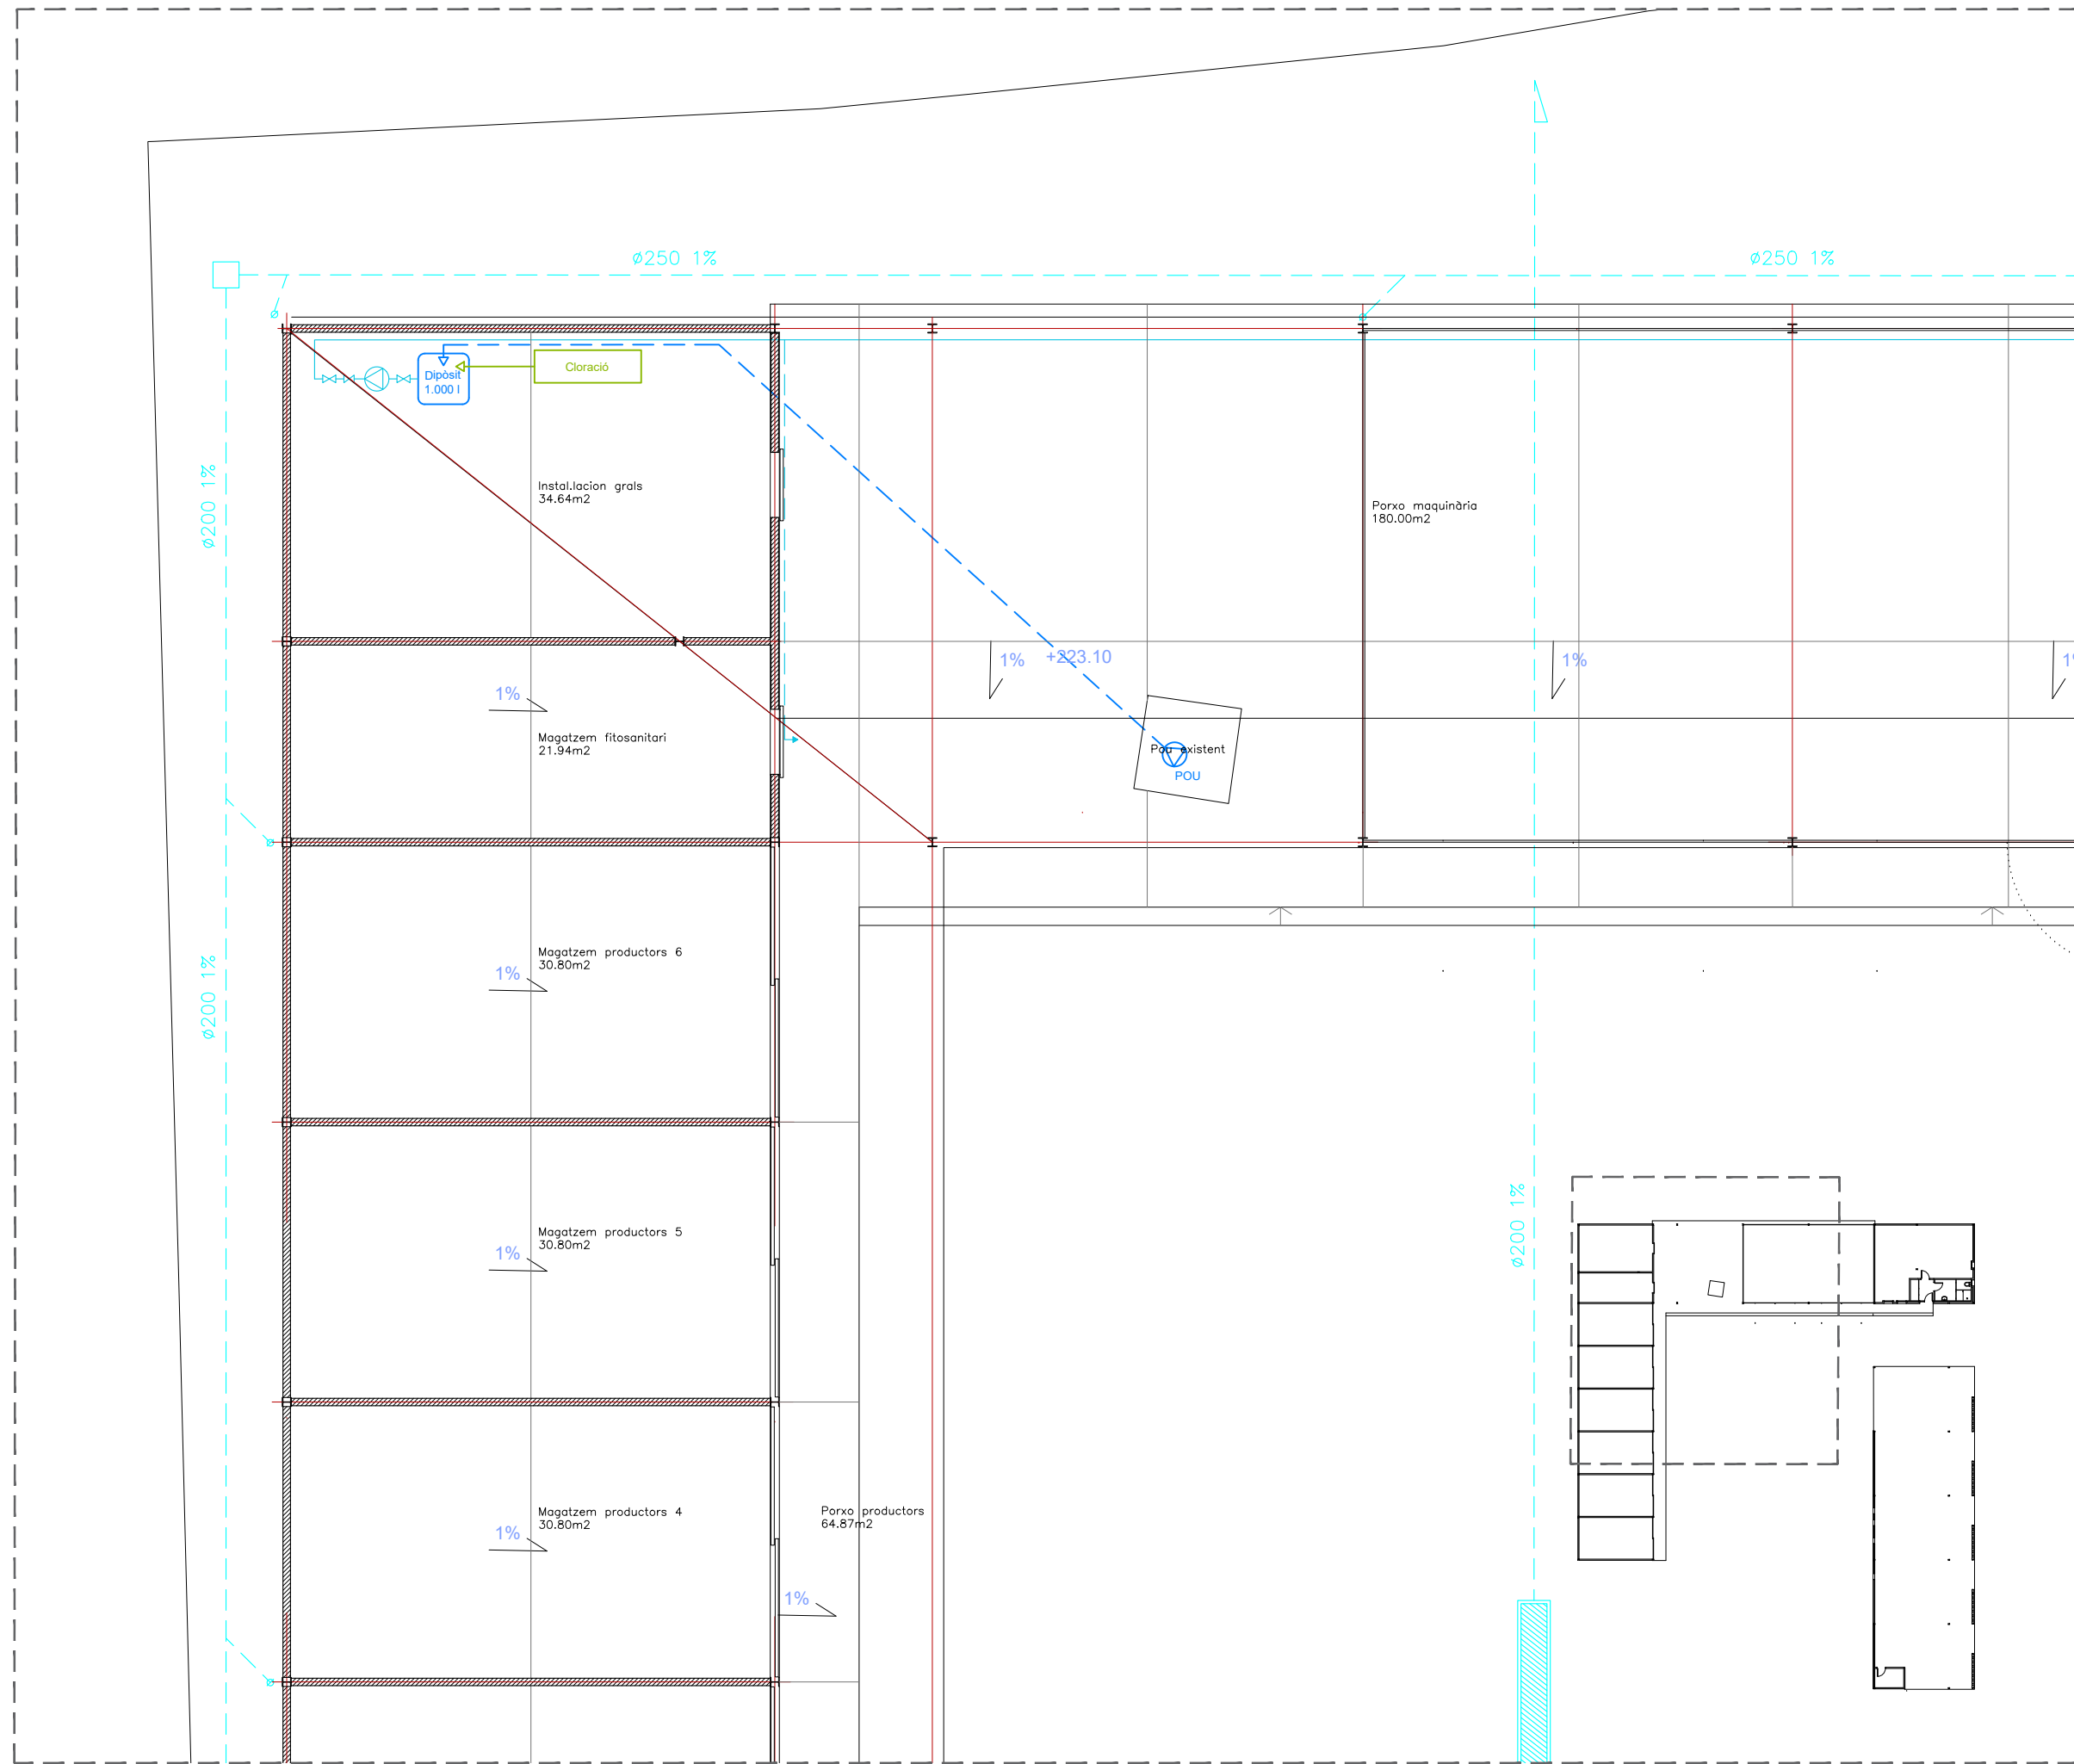 ø250 1%
ø250 1%
Dipòsit
1.000 l
Cloració
ø200 1%
Instal.lacion grals
34.64m2
Porxo maquinària
180.00m2
1%
+223.10
1%
1%
Magatzem fitosanitari
21.94m2
Pou existent
POU
ø200 1%
Magatzem productors 6
30.80m2
1%
ø200 1%
Magatzem productors 5
30.80m2
1%
Magatzem productors 4
30.80m2
1%
Porxo productors
64.87m2
1%